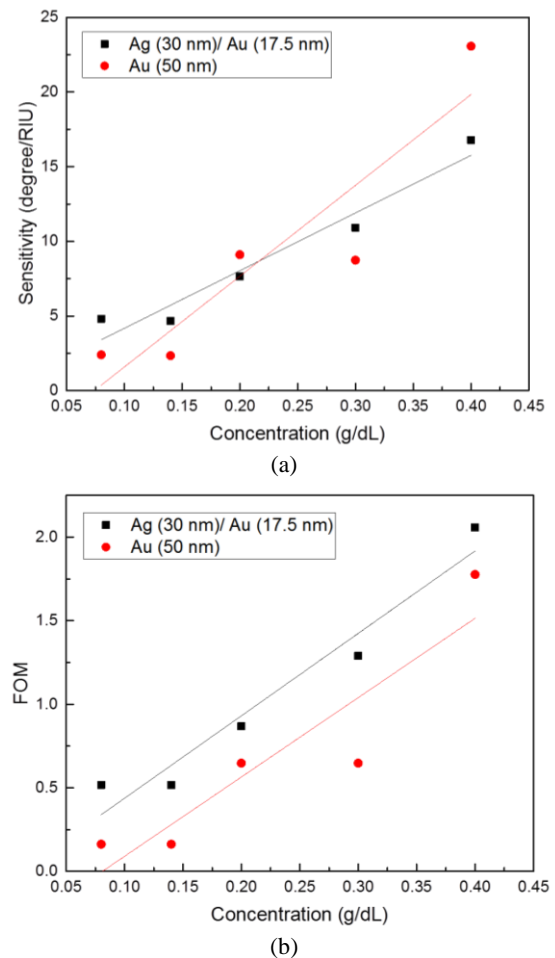 25
20
15
10
5
0
Sensitivity (degree/RIU)
Ag (30 nm)/ Au (17.5 nm)
Au (50 nm)
0.05 0.10 0.15 0.20 0.25 0.30 0.35 0.40 0.45
Concentration (g/dL)
(a)
2.0
1.5
1.0
0.5
0.0
FOM
Ag (30 nm)/ Au (17.5 nm)
Au (50 nm)
0.05 0.10 0.15 0.20 0.25 0.30 0.35 0.40 0.45
Concentration (g/dL)
(b)